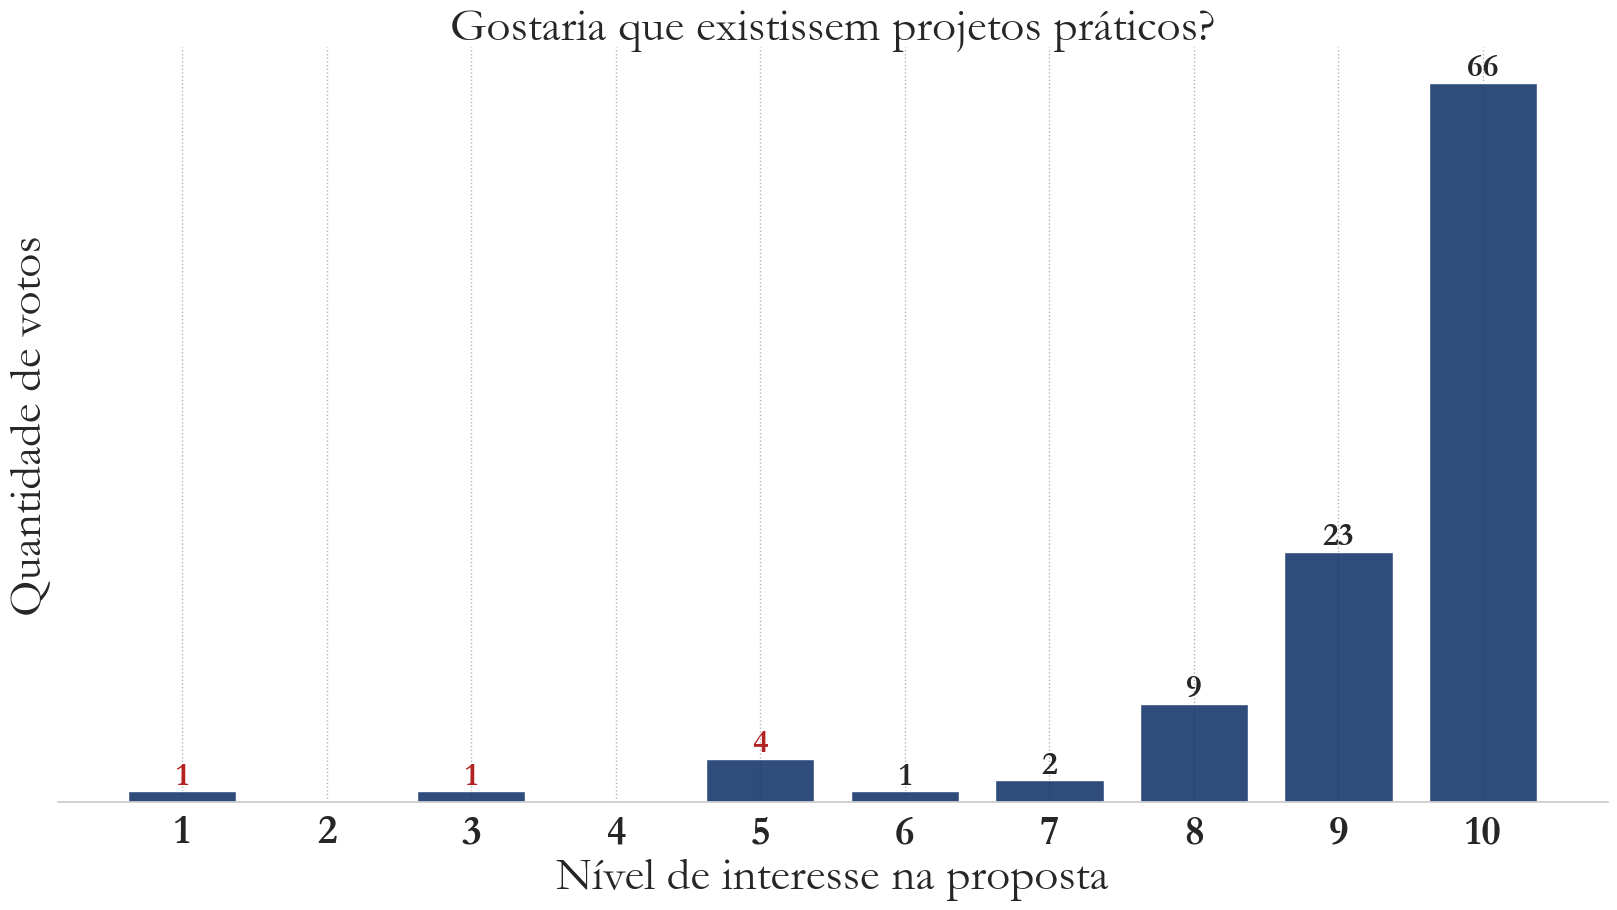 Gostaria que existissem projetos práticos?
Quantidade de votos
66
23
9
4
2
1
1
1
1 2 3 4 5 6 7 8 9 10
Nível de interesse na proposta